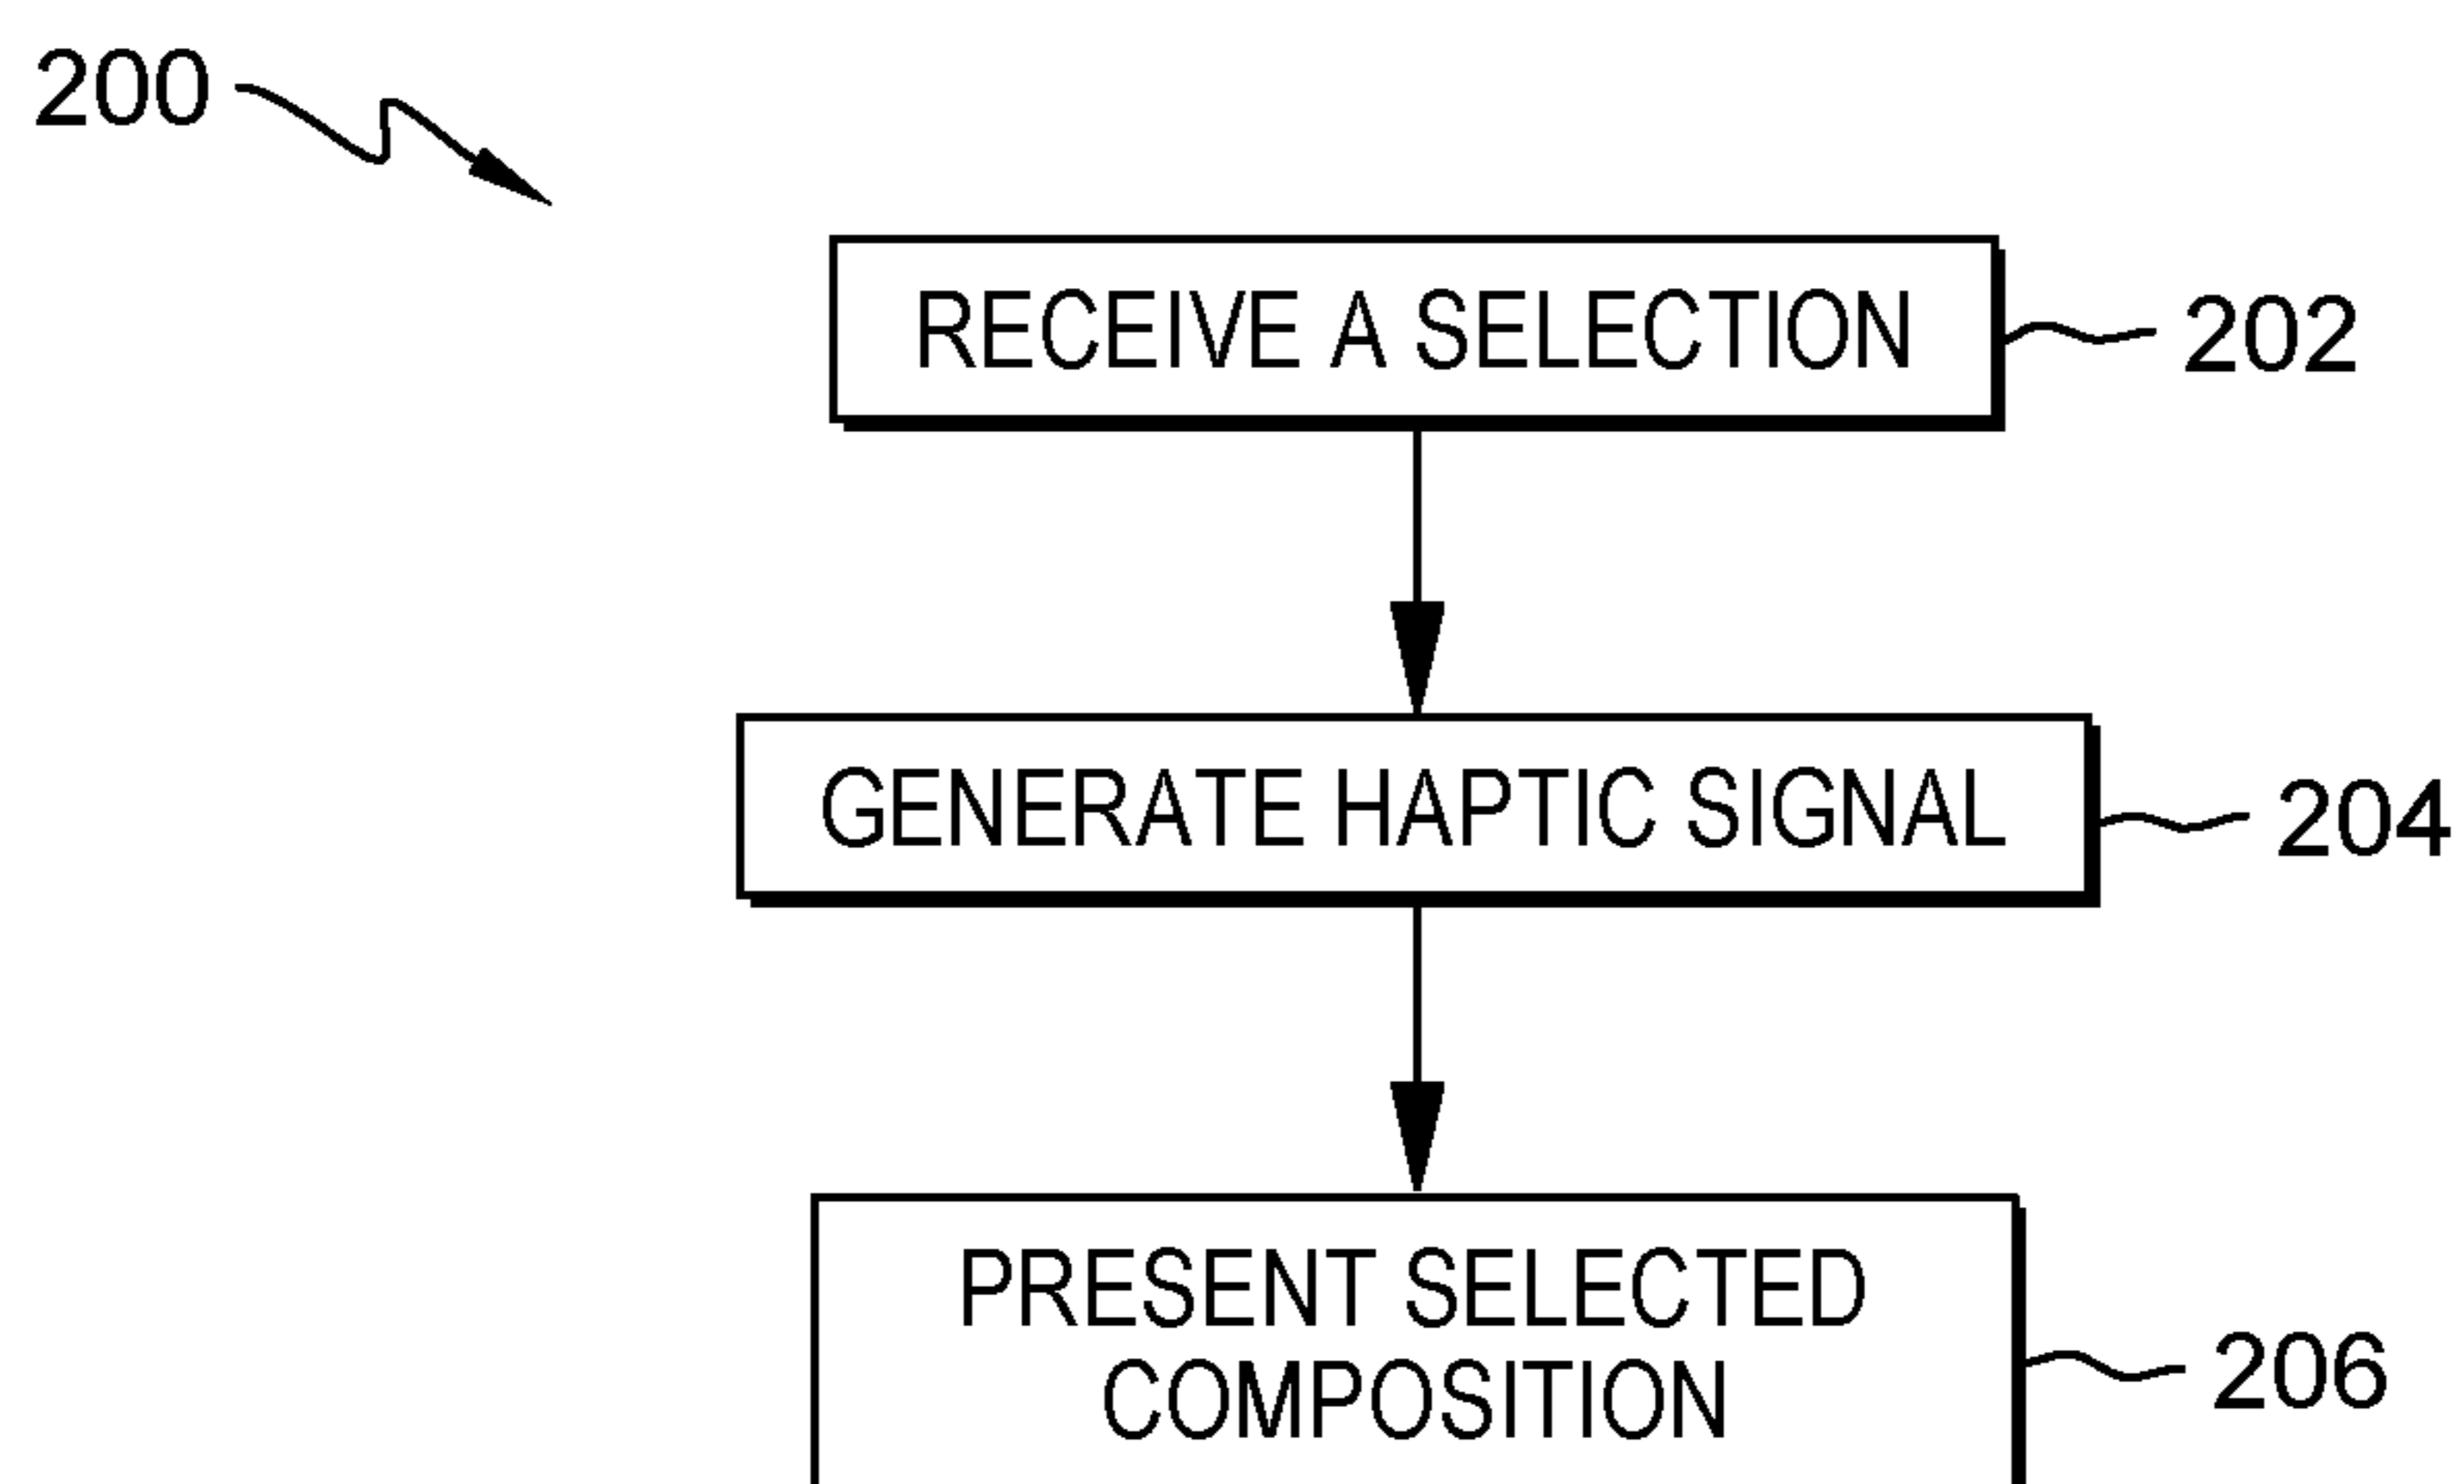 200
RECEIVE A SELECTION
202
GENERATE HAPTIC SIGNAL
204
PRESENT SELECTED
COMPOSITION
206